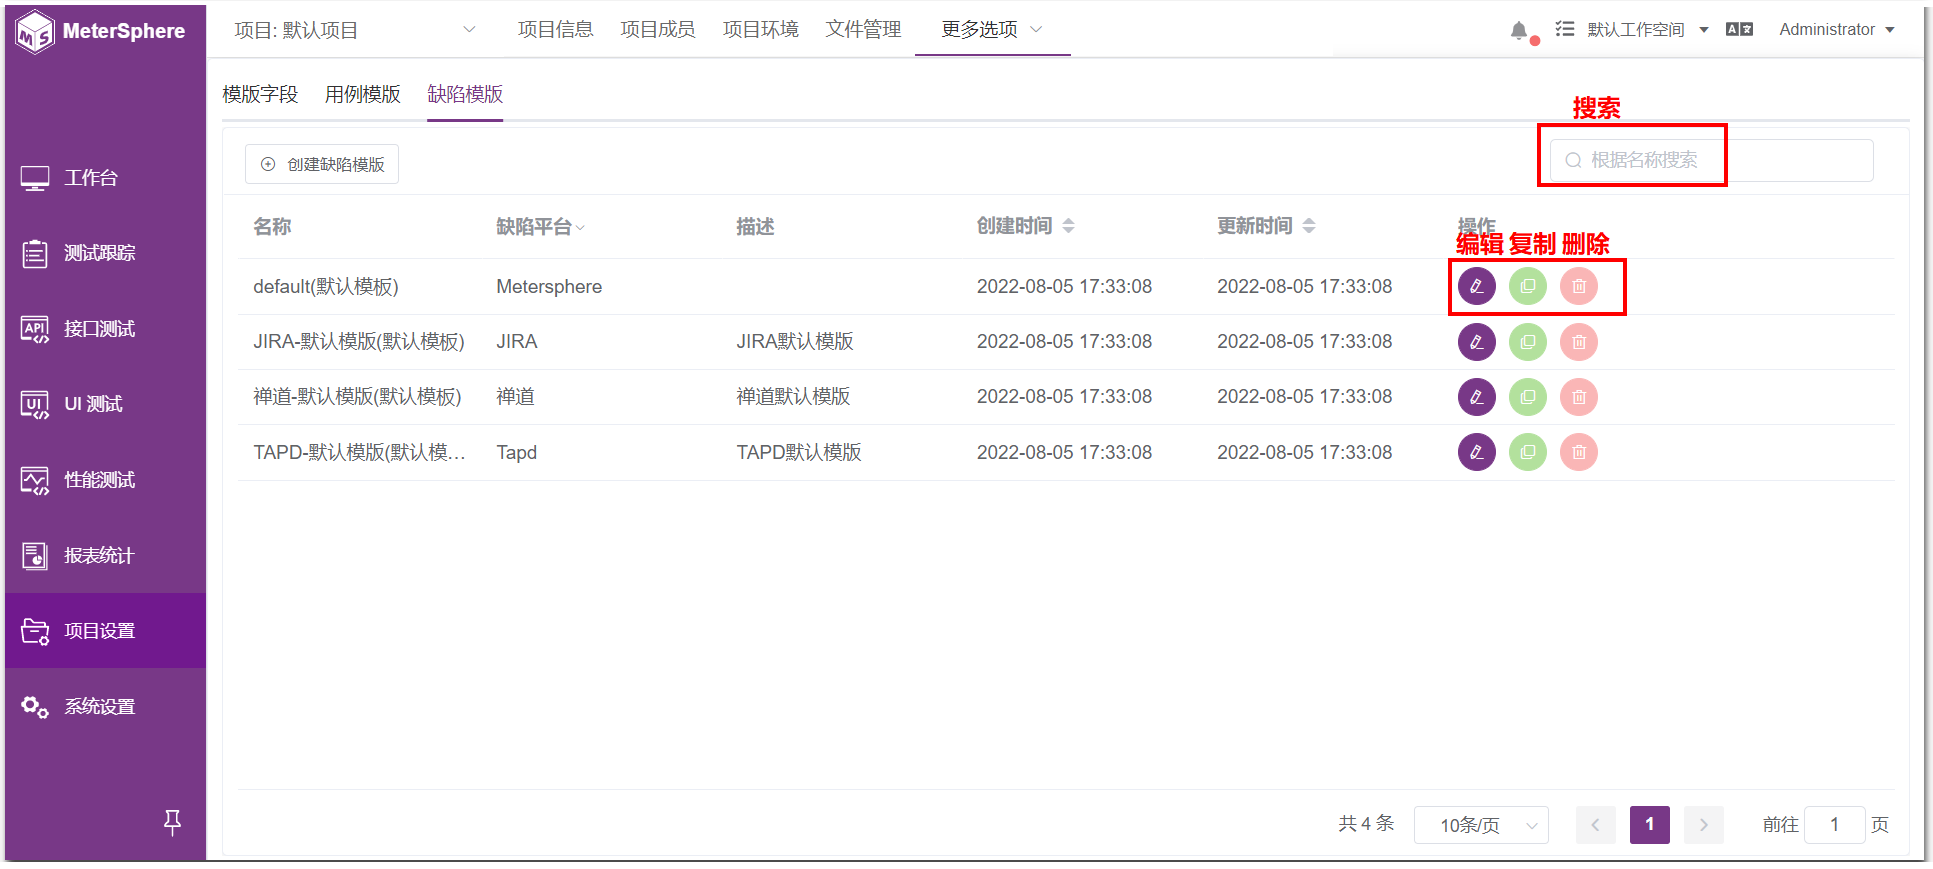 MeterSphere
项目: 默认项目
项目信息 项目成员 项目环境 文件管理 更多选项
默认工作空间
Administrator
模版字段 用例模版 缺陷模版
搜索
创建缺陷模版
根据名称搜索
名称 缺陷平台 描述 创建时间 更新时间 操作
编辑 复制 删除
default(默认模板) Metersphere 2022-08-05 17:33:08 2022-08-05 17:33:08
JIRA-默认模版(默认模板) JIRA JIRA默认模版 2022-08-05 17:33:08 2022-08-05 17:33:08
禅道-默认模版(默认模板) 禅道 禅道默认模版 2022-08-05 17:33:08 2022-08-05 17:33:08
TAPD-默认模版(默认模… Tapd TAPD默认模版 2022-08-05 17:33:08 2022-08-05 17:33:08
工作台
测试跟踪
接口测试
UI 测试
性能测试
报表统计
项目设置
系统设置
共 4 条 10条/页 1 前往 1 页